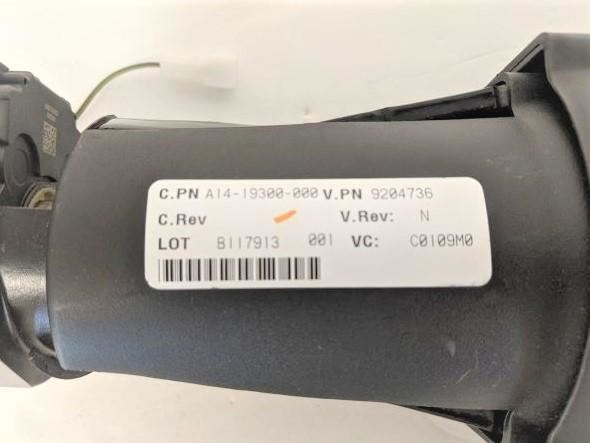 C.PN A14-19300-000 V.PN 9204736
C.Rev V.Rev: N
LOT B117913 001 VC: C0109M0